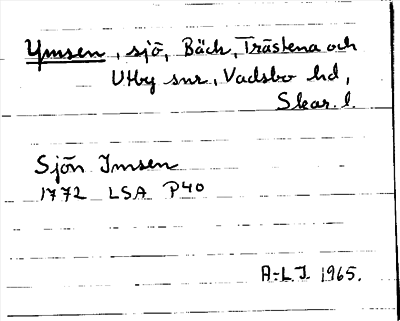 Ymsen, sjö, Bäck, Trästena och
Utby snr, Vadsbo hd,
Skar. l.
Sjön Imsen
1772 LSA P40
A-L.J. 1965.